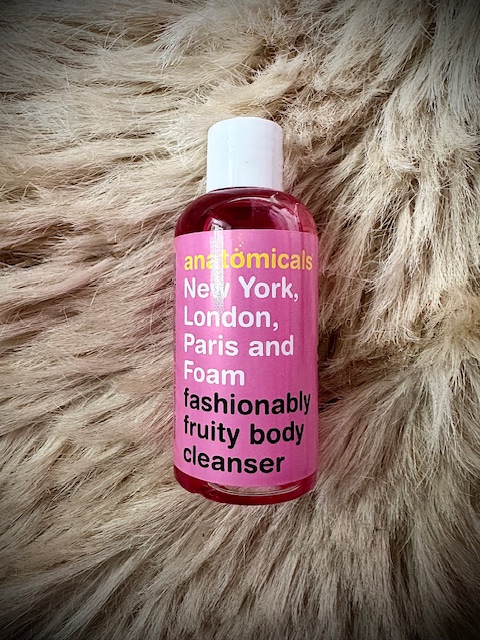 anatomicals
New York,
London,
Paris and
Foam
fashionably
fruity body
cleanser